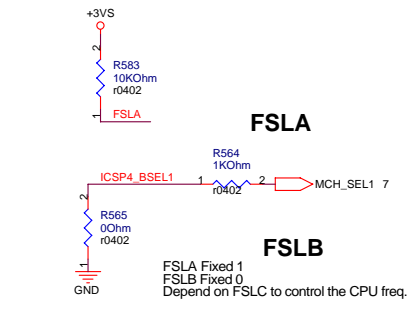 +3VS
2
R583
10KOhm
r0402
1
FSLA
FSLA
R564
1KOhm
ICSP4_BSEL1
1
2
r0402
MCH_SEL1 7
2
R565
0Ohm
r0402
1
GND
FSLB
FSLA Fixed 1
FSLB Fixed 0
Depend on FSLC to control the CPU freq.